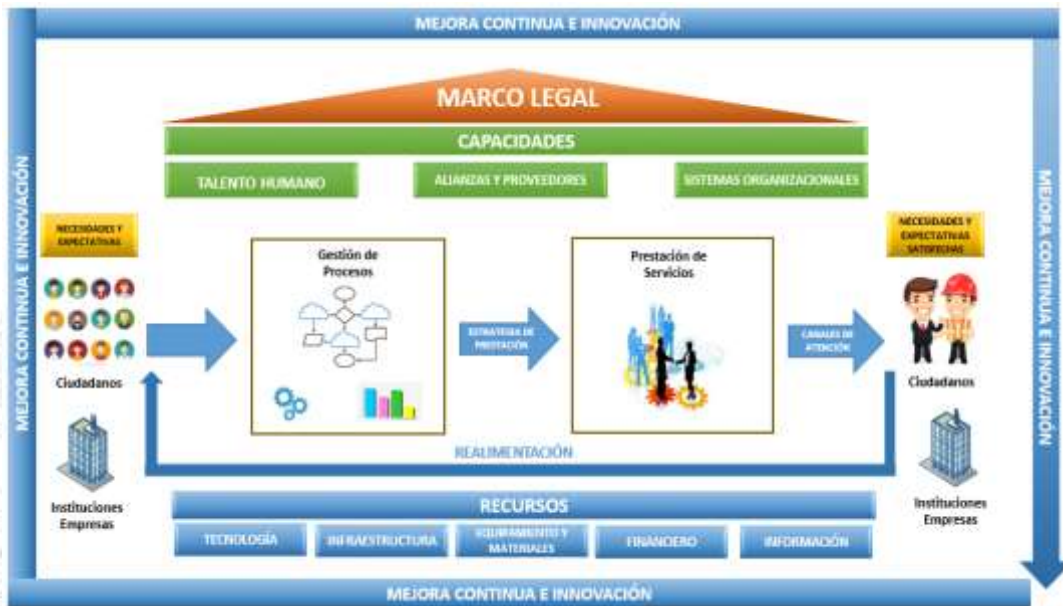 MEJORA CONTINUA E INNOVACIÓN
MEJORA CONTINUA E INNOVACIÓN
MARCO LEGAL
CAPACIDADES
TALENTO HUMANO
ALIANZAS Y PROVEEDORES
SISTEMAS ORGANIZACIONALES
NECESIDADES Y
EXPECTATIVAS
Ciudadanos
Instituciones
Empresas
Gestión de
Procesos
ESTRATEGIA DE
PRESTACIÓN
Prestación de
Servicios
CANALES DE
ATENCIÓN
NECESIDADES Y
EXPECTATIVAS
SATISFECHAS
Ciudadanos
Instituciones
Empresas
REALIMENTACIÓN
RECURSOS
TECNOLOGÍA
INFRAESTRUCTURA
EQUIPAMIENTO Y
MATERIALES
FINANCIERO
INFORMACIÓN
MEJORA CONTINUA E INNOVACIÓN
MEJORA CONTINUA E INNOVACIÓN